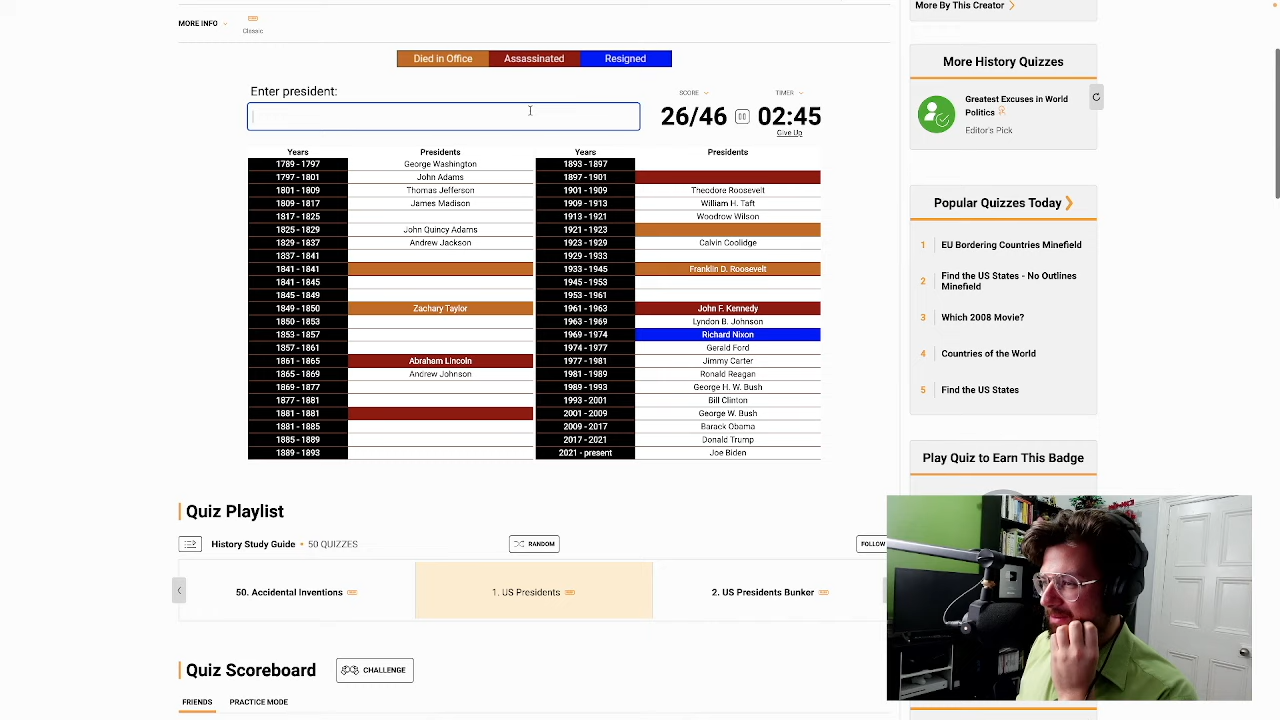 More By This Creator
MORE INFO
Classic
Died in Office Assassinated Resigned
More History Quizzes
Enter president:
SCORE
26/46
TIMER
02:45
Give Up
Greatest Excuses in World
Politics
Editor's Pick
Years Presidents Years Presidents
1789 - 1797 George Washington 1893 - 1897
1797 - 1801 John Adams 1897 - 1901
1801 - 1809 Thomas Jefferson 1901 - 1909 Theodore Roosevelt
1809 - 1817 James Madison 1909 - 1913 William H. Taft
1817 - 1825 1913 - 1921 Woodrow Wilson
1825 - 1829 John Quincy Adams 1921 - 1923
1829 - 1837 Andrew Jackson 1923 - 1929 Calvin Coolidge
1837 - 1841 1929 - 1933
1841 - 1841 1933 - 1945 Franklin D. Roosevelt
1841 - 1845 1945 - 1953
1845 - 1849 1953 - 1961
1849 - 1850 Zachary Taylor 1961 - 1963 John F. Kennedy
1850 - 1853 1963 - 1969 Lyndon B. Johnson
1853 - 1857 1969 - 1974 Richard Nixon
1857 - 1861 1974 - 1977 Gerald Ford
1861 - 1865 Abraham Lincoln 1977 - 1981 Jimmy Carter
1865 - 1869 Andrew Johnson 1981 - 1989 Ronald Reagan
1869 - 1877 1989 - 1993 George H. W. Bush
1877 - 1881 1993 - 2001 Bill Clinton
1881 - 1881 2001 - 2009 George W. Bush
1881 - 1885 2009 - 2017 Barack Obama
1885 - 1889 2017 - 2021 Donald Trump
1889 - 1893 2021 - present Joe Biden
Popular Quizzes Today
1 EU Bordering Countries Minefield
2 Find the US States - No Outlines
Minefield
3 Which 2008 Movie?
4 Countries of the World
5 Find the US States
Play Quiz to Earn This Badge
Quiz Playlist
History Study Guide • 50 QUIZZES
RANDOM
FOLLOW
50. Accidental Inventions
1. US Presidents
2. US Presidents Bunker
Quiz Scoreboard
CHALLENGE
FRIENDS PRACTICE MODE